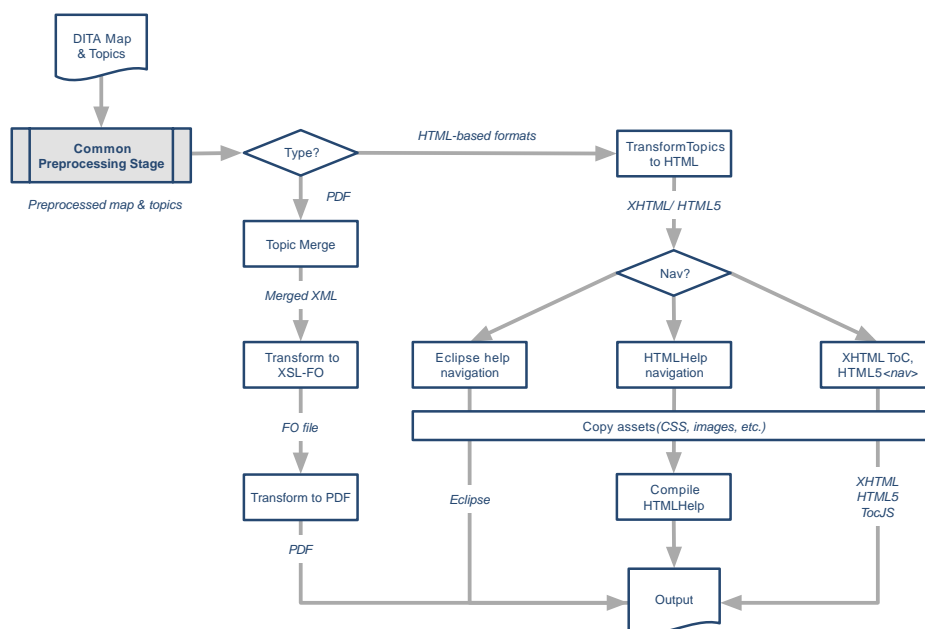 DITA Map
& Topics
Common
Preprocessing Stage
Preprocessed map & topics
Type?
HTML-based formats
PDF
TransformTopics
to HTML
XHTML/ HTML5
Topic Merge
Merged XML
Nav?
Transform to
XSL-FO
Eclipse help
navigation
HTMLHelp
navigation
XHTML ToC,
HTML5<nav>
FO file
Copy assets(CSS, images, etc.)
Transform to PDF
Eclipse
Compile
HTMLHelp
XHTML
HTML5
TocJS
PDF
Output